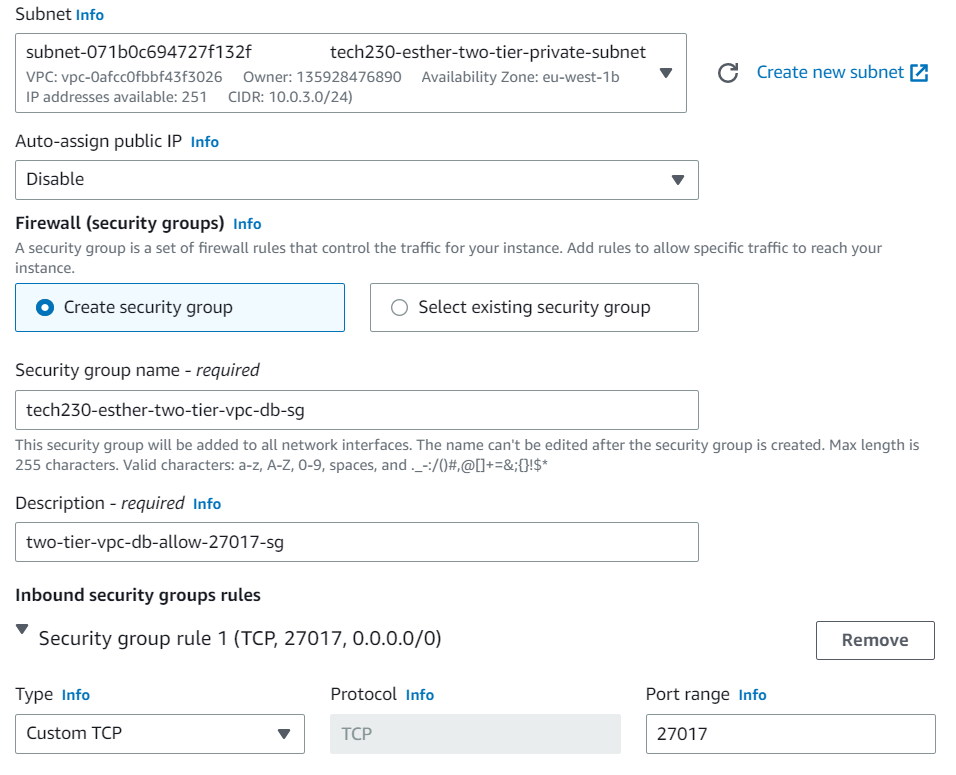 Subnet Info
subnet-071b0c694727f132f tech230-esther-two-tier-private-subnet
VPC: vpc-0afcc0fbbf43f3026 Owner: 135928476890 Availability Zone: eu-west-1b
IP addresses available: 251 CIDR: 10.0.3.0/24)
Create new subnet
Auto-assign public IP Info
Disable
Firewall (security groups) Info
A security group is a set of firewall rules that control the traffic for your instance. Add rules to allow specific traffic to reach your
instance.
Create security group Select existing security group
Security group name - required
tech230-esther-two-tier-vpc-db-sg
This security group will be added to all network interfaces. The name can't be edited after the security group is created. Max length is
255 characters. Valid characters: a-z, A-Z, 0-9, spaces, and ._-:/()#,@[]+=&;{}!$*
Description - required Info
two-tier-vpc-db-allow-27017-sg
Inbound security groups rules
Security group rule 1 (TCP, 27017, 0.0.0.0/0) Remove
Type Info Protocol Info Port range Info
Custom TCP TCP 27017